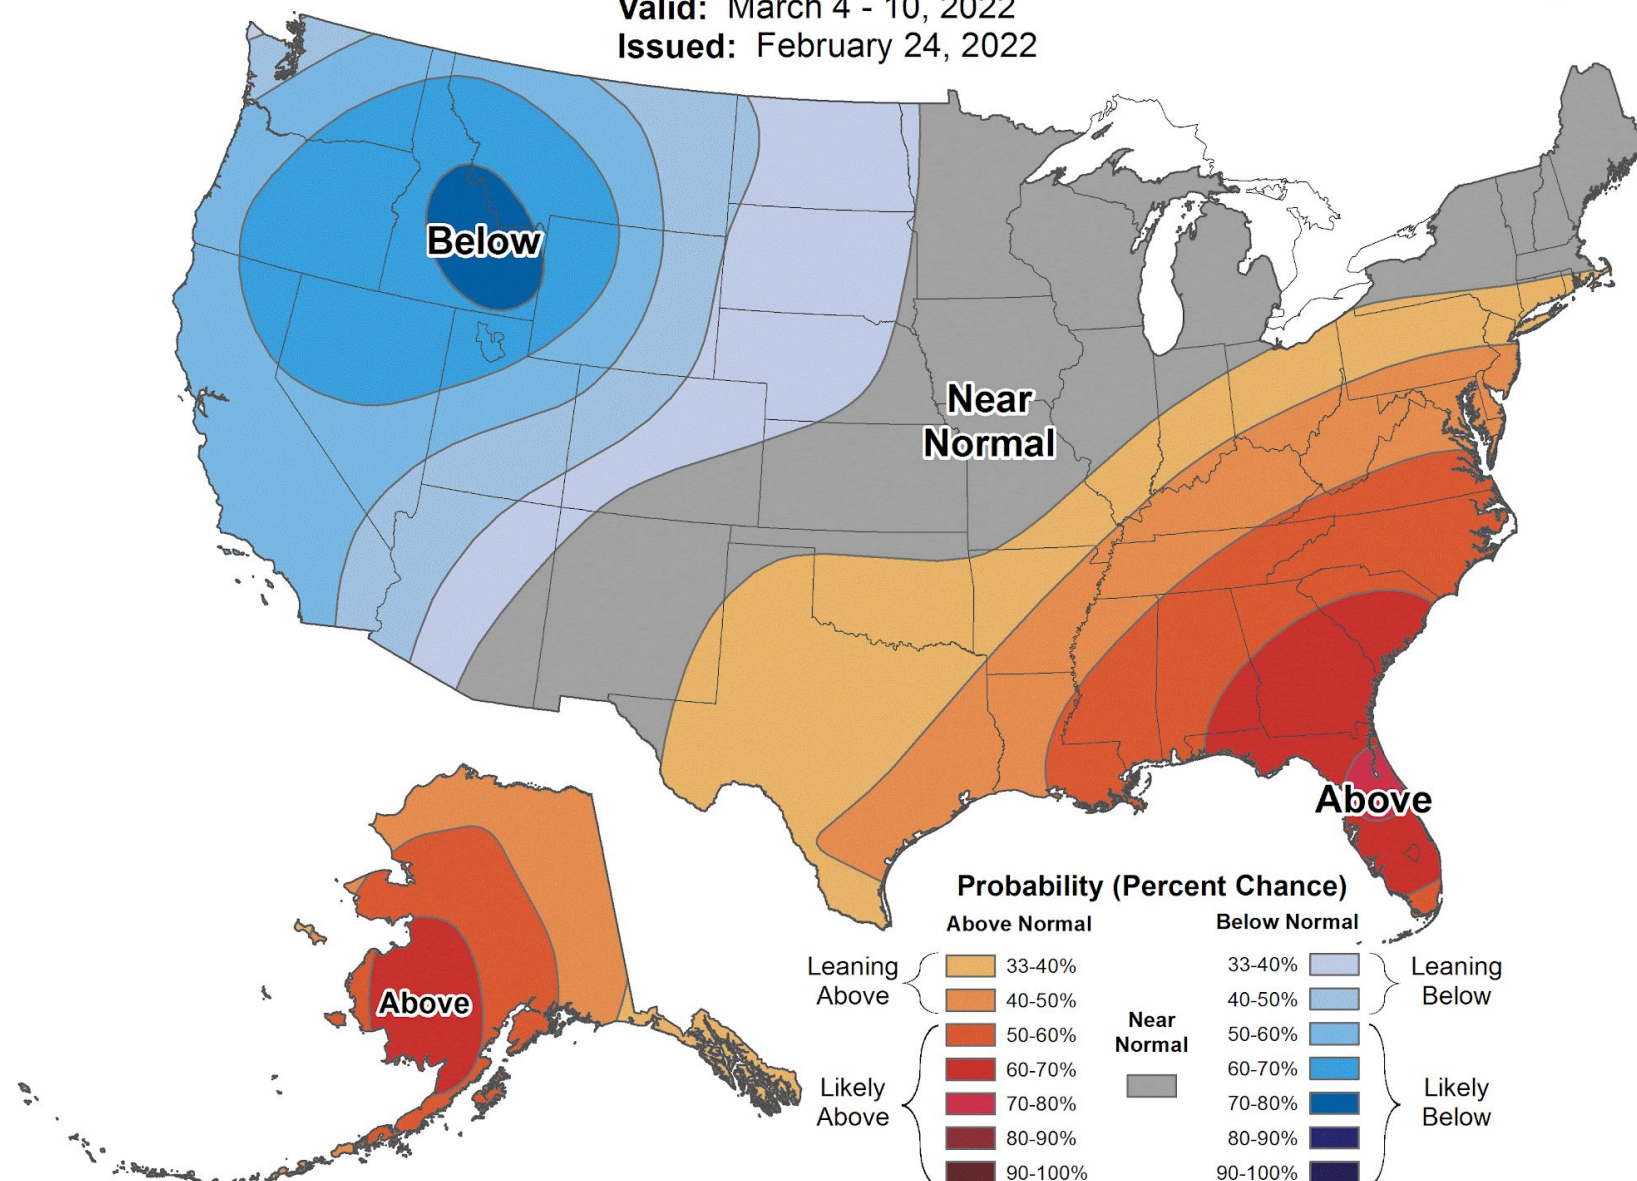 Valid: March 4 - 10, 2022
Issued: February 24, 2022
Below
Near
Normal
Above
Above
Probability (Percent Chance)
Above Normal
Below Normal
Leaning
Above
33-40%
40-50%
Likely
Above
50-60%
60-70%
70-80%
80-90%
90-100%
Near
Normal
33-40%
40-50%
Leaning
Below
50-60%
60-70%
70-80%
80-90%
90-100%
Likely
Below